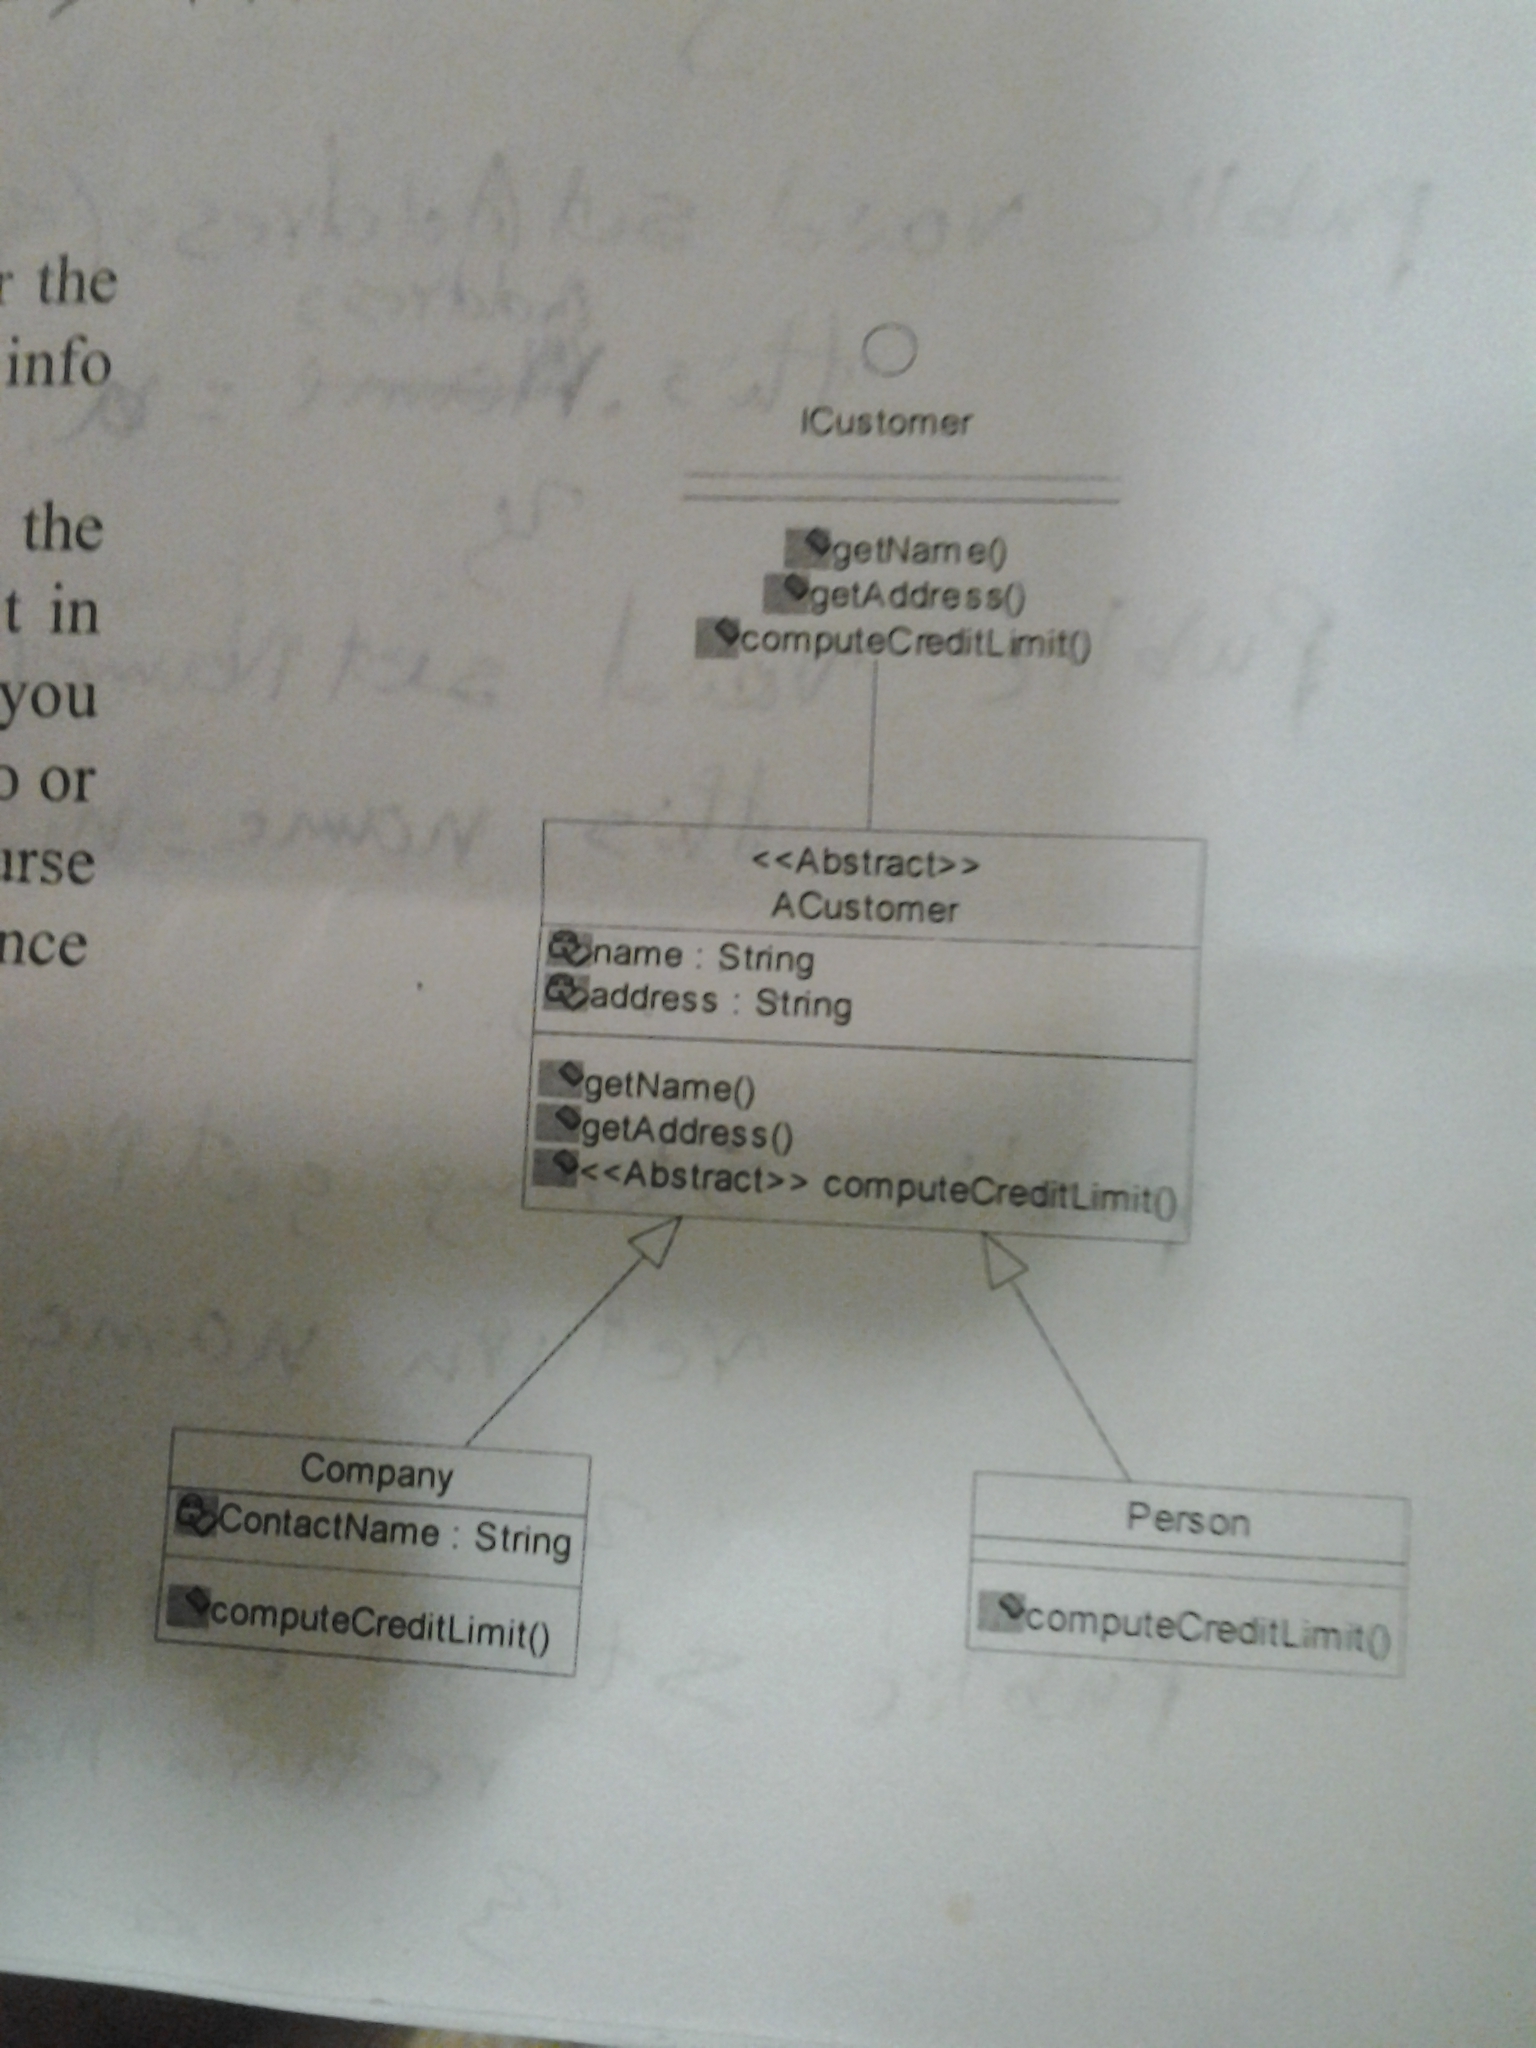 r the
info
the
t in
you
o or
urse
nce
ICustomer
getName()
getAddress()
computeCreditLimit()
<<Abstract>>
ACustomer
name : String
address : String
getName()
getAddress()
<<Abstract>> computeCreditLimit()
Company
ContactName : String
computeCreditLimit()
Person
computeCreditLimit()